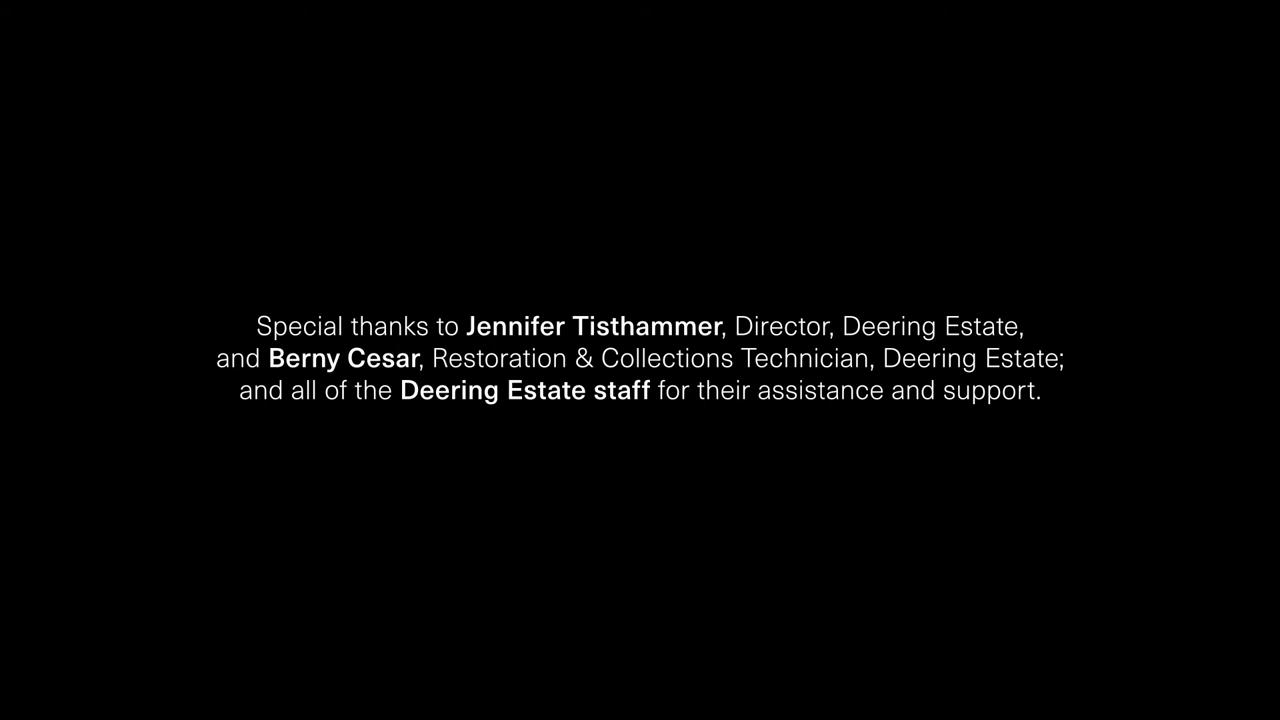 Special thanks to Jennifer Tisthammer, Director, Deering Estate,
and Berny Cesar, Restoration & Collections Technician, Deering Estate;
and all of the Deering Estate staff for their assistance and support.